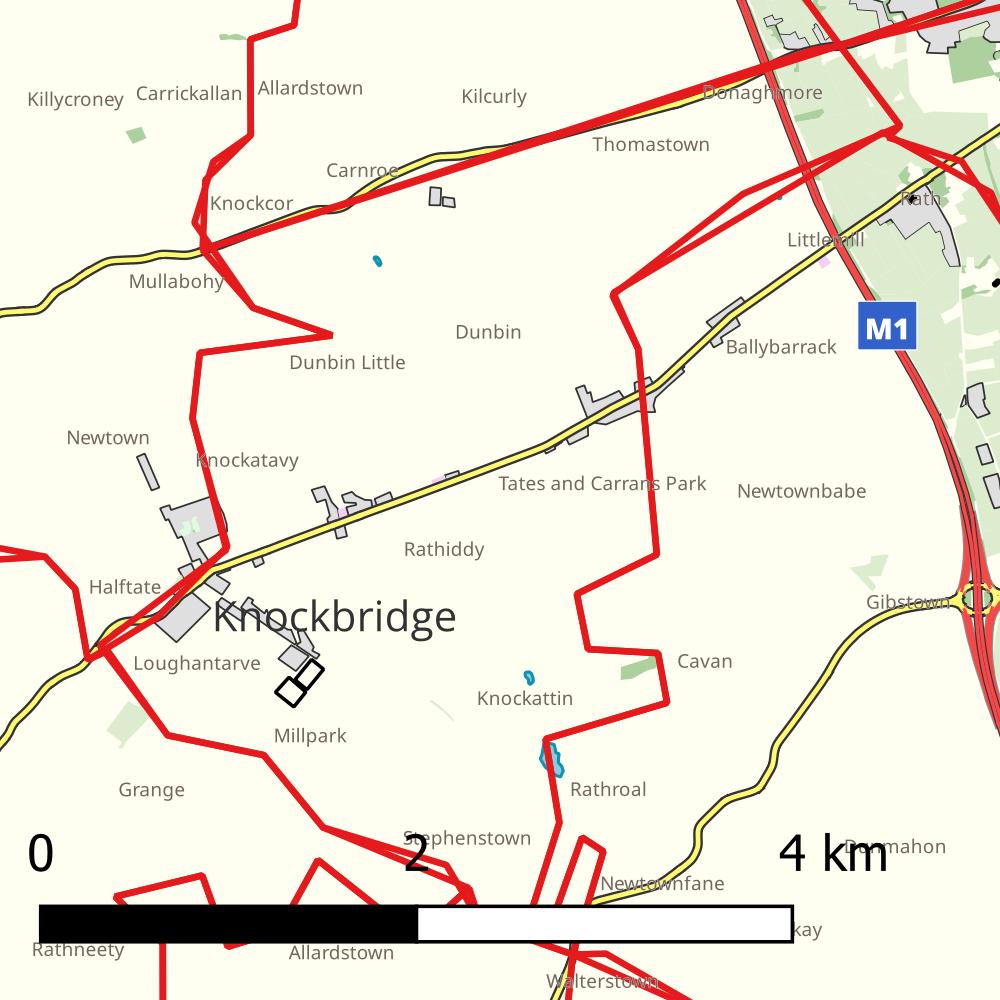 Killycroney
Carrickallan
Allardstown
Kilcurly
Donaghmore
Thomastown
Carnroe
Knockcor
Rath
Littlemill
Mullabohy
M1
Dunbin
Ballybarrack
Dunbin Little
Newtown
Knockatavy
Tates and Carrans Park
Newtownbabe
Rathiddy
Halftate
Gibstown
Knockbridge
Loughantarve
Cavan
Knockattin
Millpark
Grange
Rathroal
Stephenstown
0
2
4 km
Dunmahon
Newtownfane
kay
Rathneety
Allardstown
Walterstown